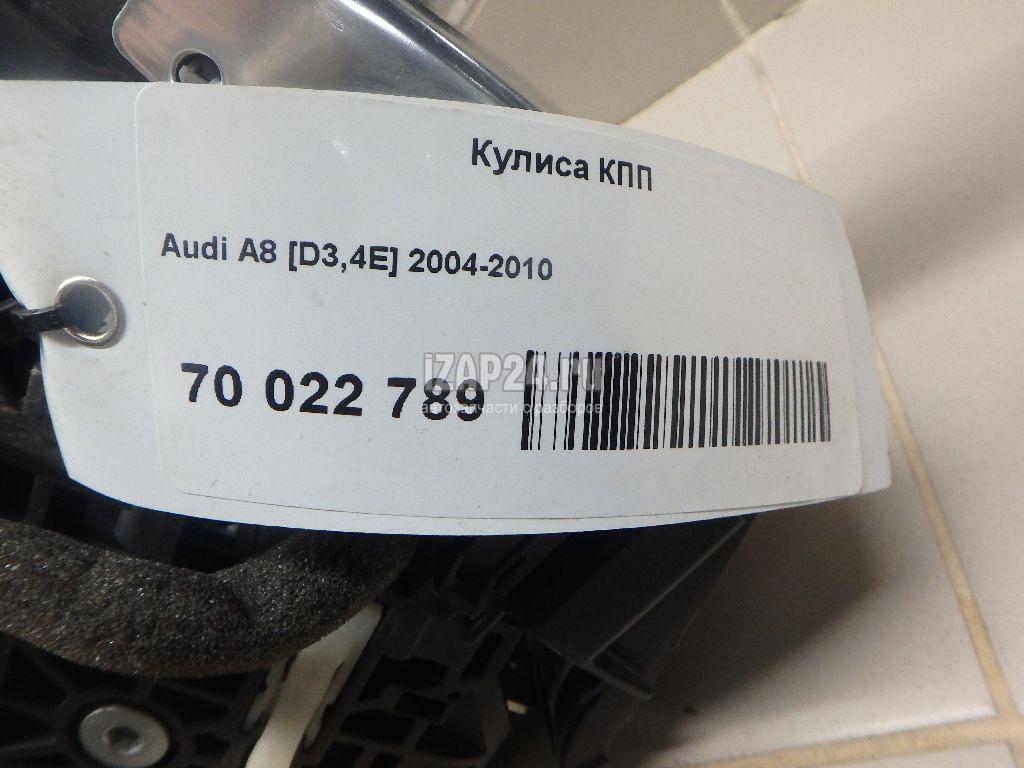 Кулиса КПП
Audi A8 [D3,4E] 2004-2010
iZAP24.ru
70 022 789
автозапчасти с разборов